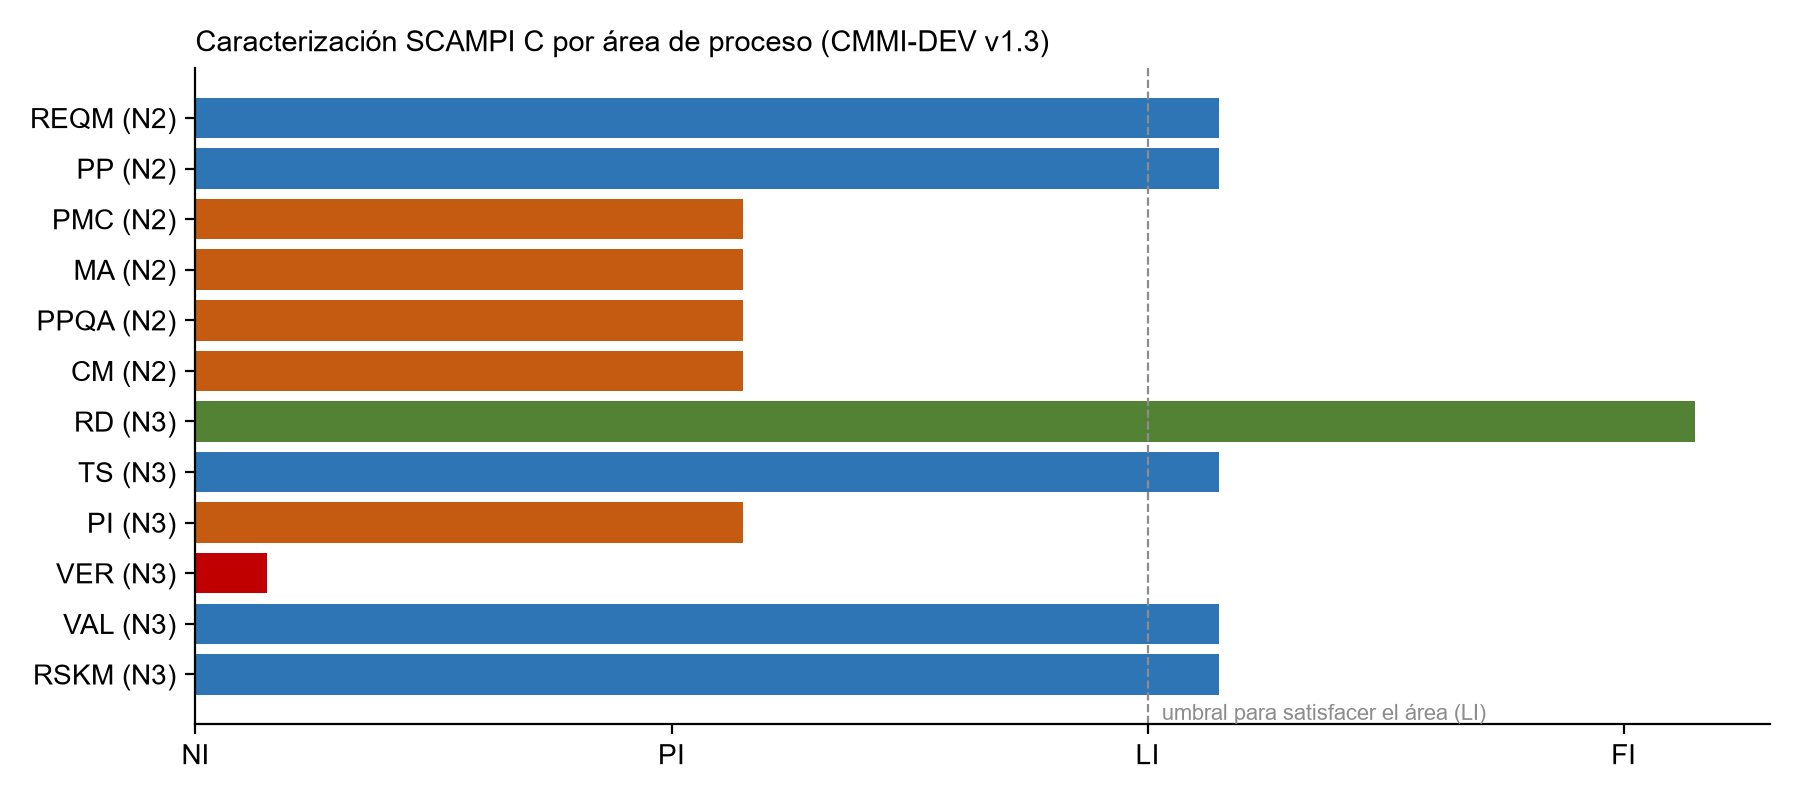 Caracterización SCAMPI C por área de proceso (CMMI-DEV v1.3)
REQM (N2)
PP (N2)
PMC (N2)
MA (N2)
PPQA (N2)
CM (N2)
RD (N3)
TS (N3)
PI (N3)
VER (N3)
VAL (N3)
RSKM (N3)
umbral para satisfacer el área (LI)
NI PI LI FI